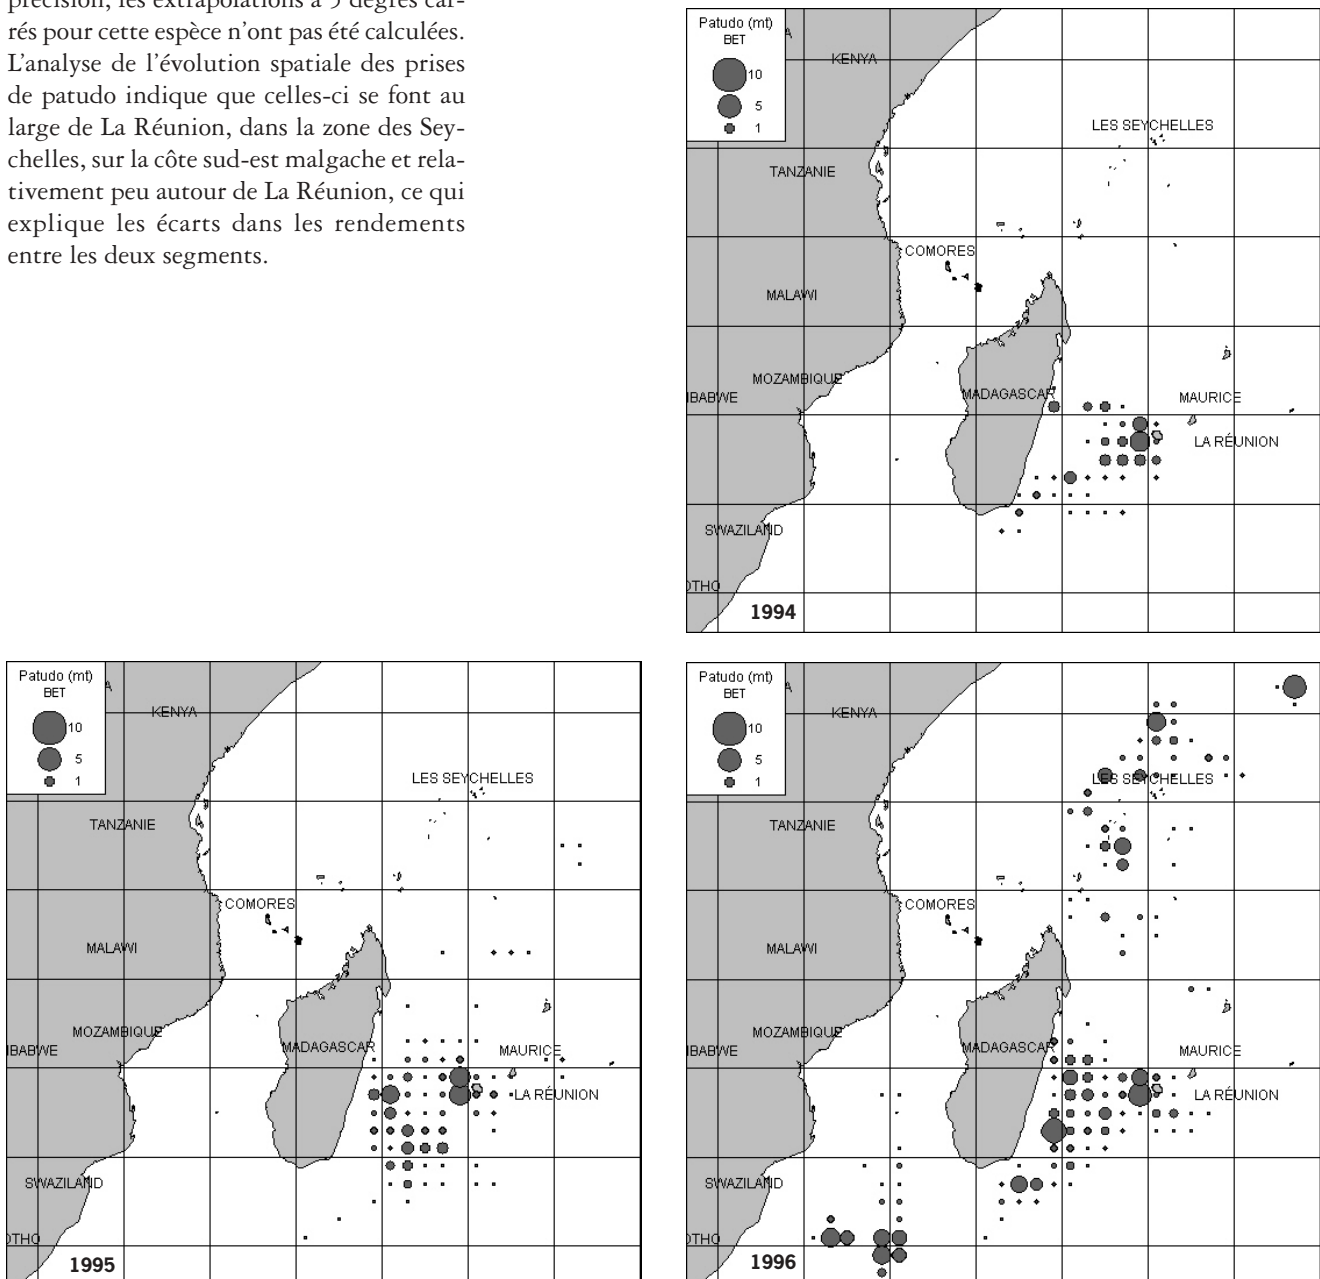 précision, les extrapolations à 5 degrés car-
rés pour cette espèce n’ont pas été calculées.
L’analyse de l’évolution spatiale des prises
de patudo indique que celles-ci se font au
large de La Réunion, dans la zone des Sey-
chelles, sur la côte sud-est malgache et rela-
tivement peu autour de La Réunion, ce qui
explique les écarts dans les rendements
entre les deux segments.
Patudo (mt)
BET
10
5
1
A
KENYA
LES SEYCHELLES
TANZANIE
COMORES
MALAWI
MOZAMBIQUE
IBABWE
MADAGASCAR
MAURICE
LA RÉUNION
SWAZILAND
OTHO
1994
Patudo (mt)
BET
10
5
1
A
KENYA
LES SEYCHELLES
TANZANIE
COMORES
MALAWI
MOZAMBIQUE
IBABWE
MADAGASCAR
MAURICE
LA RÉUNION
SWAZILAND
OTHO
1995
Patudo (mt)
BET
10
5
1
A
KENYA
LES SEYCHELLES
TANZANIE
COMORES
MALAWI
MOZAMBIQUE
IBABWE
MADAGASCAR
MAURICE
LA RÉUNION
SWAZILAND
OTHO
1996